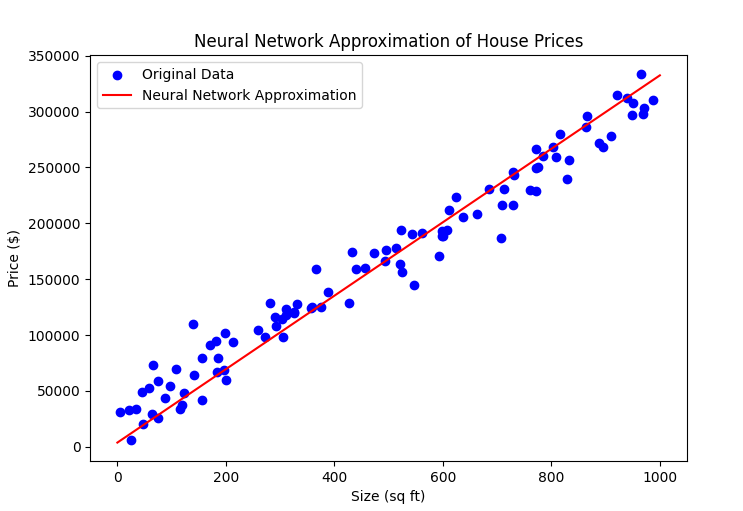 Neural Network Approximation of House Prices
Original Data
Neural Network Approximation
Price ($)
350000
300000
250000
200000
150000
100000
50000
0
0 200 400 600 800 1000
Size (sq ft)